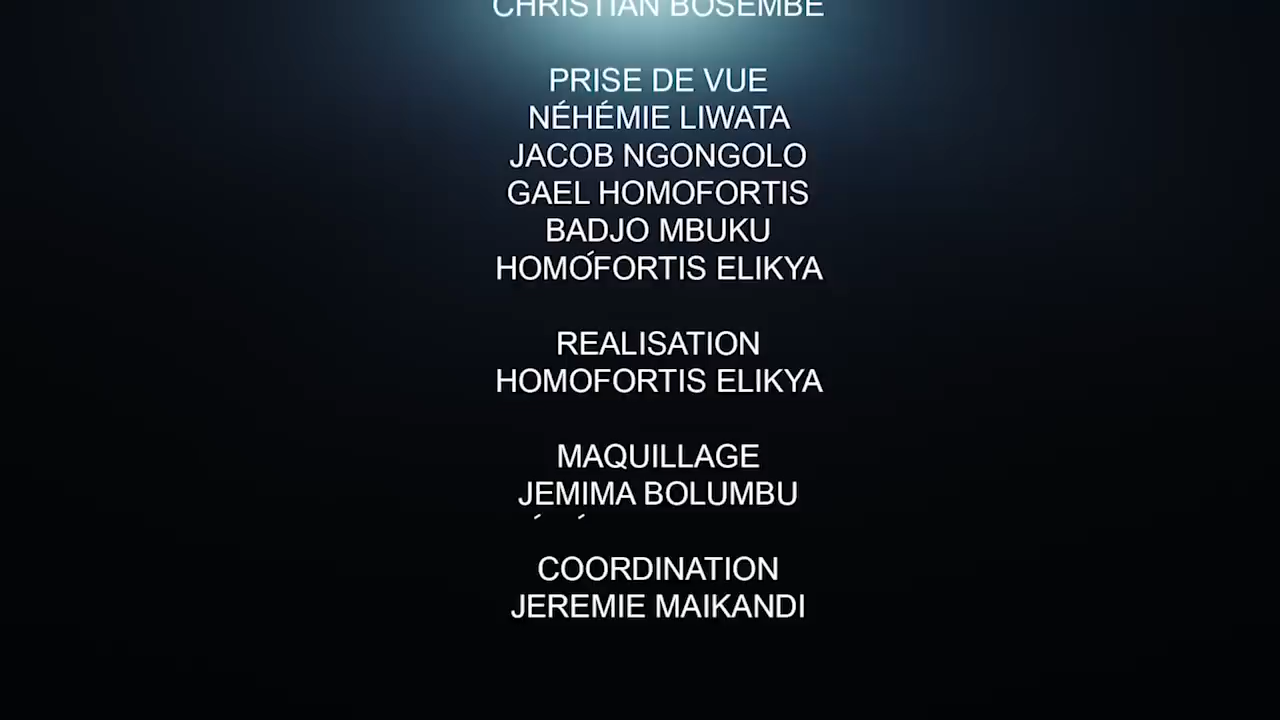 CHRISTIAN BOSEMBE
PRISE DE VUE
NÉHÉMIE LIWATA
JACOB NGONGOLO
GAEL HOMOFORTIS
BADJO MBUKU
HOMOFORTIS ELIKYA
REALISATION
HOMOFORTIS ELIKYA
MAQUILLAGE
JEMIMA BOLUMBU
COORDINATION
JEREMIE MAIKANDI